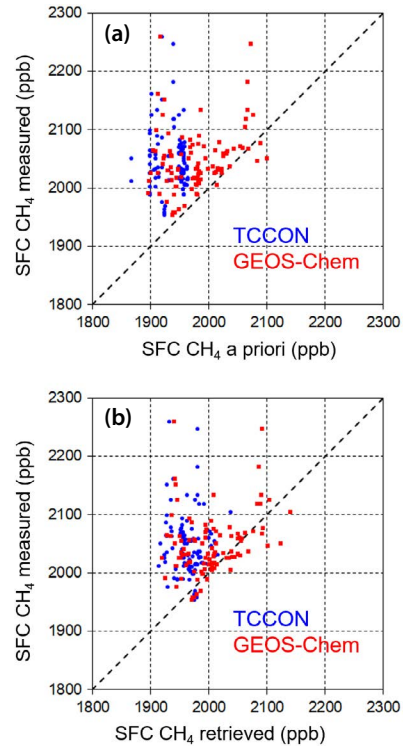 (a)
SFC CH4 measured (ppb)
2300
2200
2100
2000
1900
1800
TCCON
GEOS-Chem
1800 1900 2000 2100 2200 2300
SFC CH4 a priori (ppb)
(b)
SFC CH4 measured (ppb)
2300
2200
2100
2000
1900
1800
TCCON
GEOS-Chem
1800 1900 2000 2100 2200 2300
SFC CH4 retrieved (ppb)